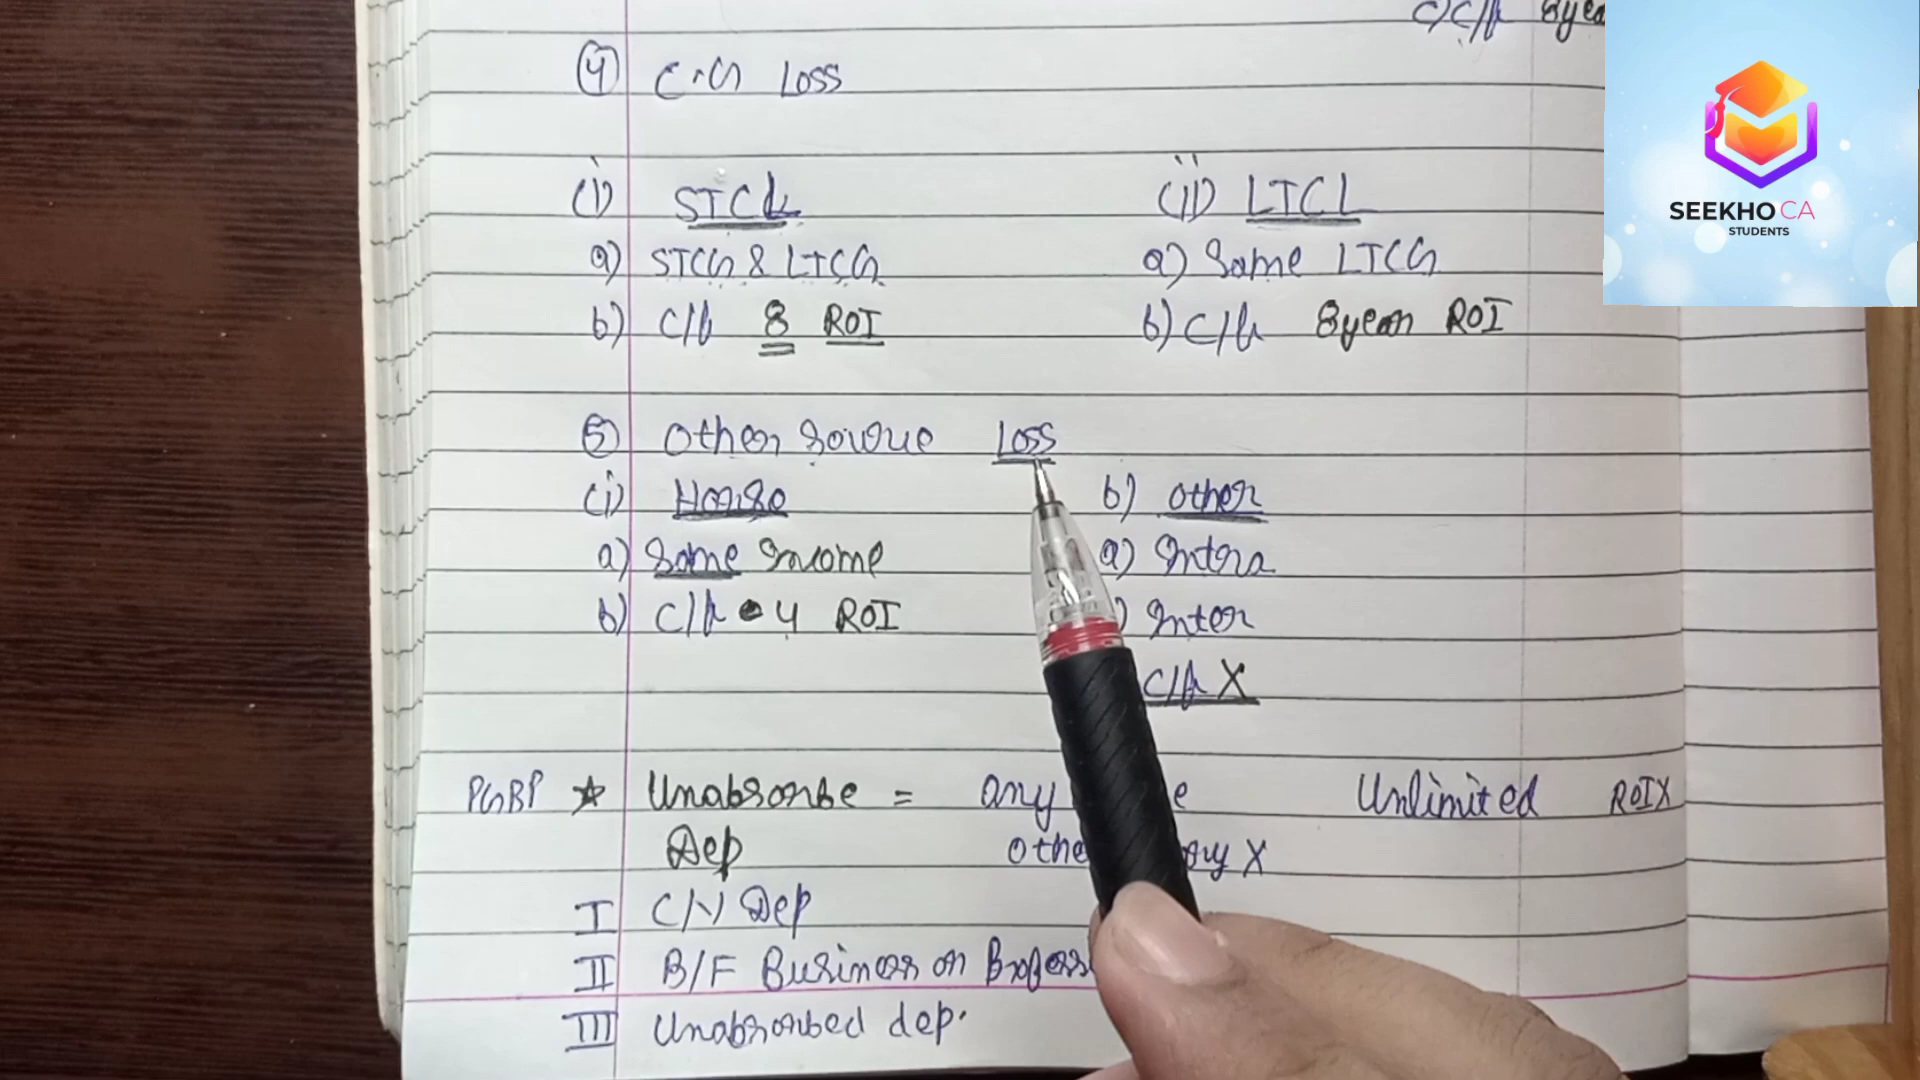 c) C/f 8yea
④ C.G Loss
(i) STCL (ii) LTCL
a) STCG & LTCG a) Same LTCG
b) C/f 8 ROI b) C/f 8year ROI
⑤ Other Source Loss
(i) Horse b) Other
a) Same Income a) Intra
b) C/f 4 ROI ) Inter
C/f X
PGBP ☆ Unabsorbe = any e Unlimited ROIX
Dep Othe X
I C/Y Dep
II B/F Business or Profess
III Unabsorbed dep.
SEEKHO CA
STUDENTS